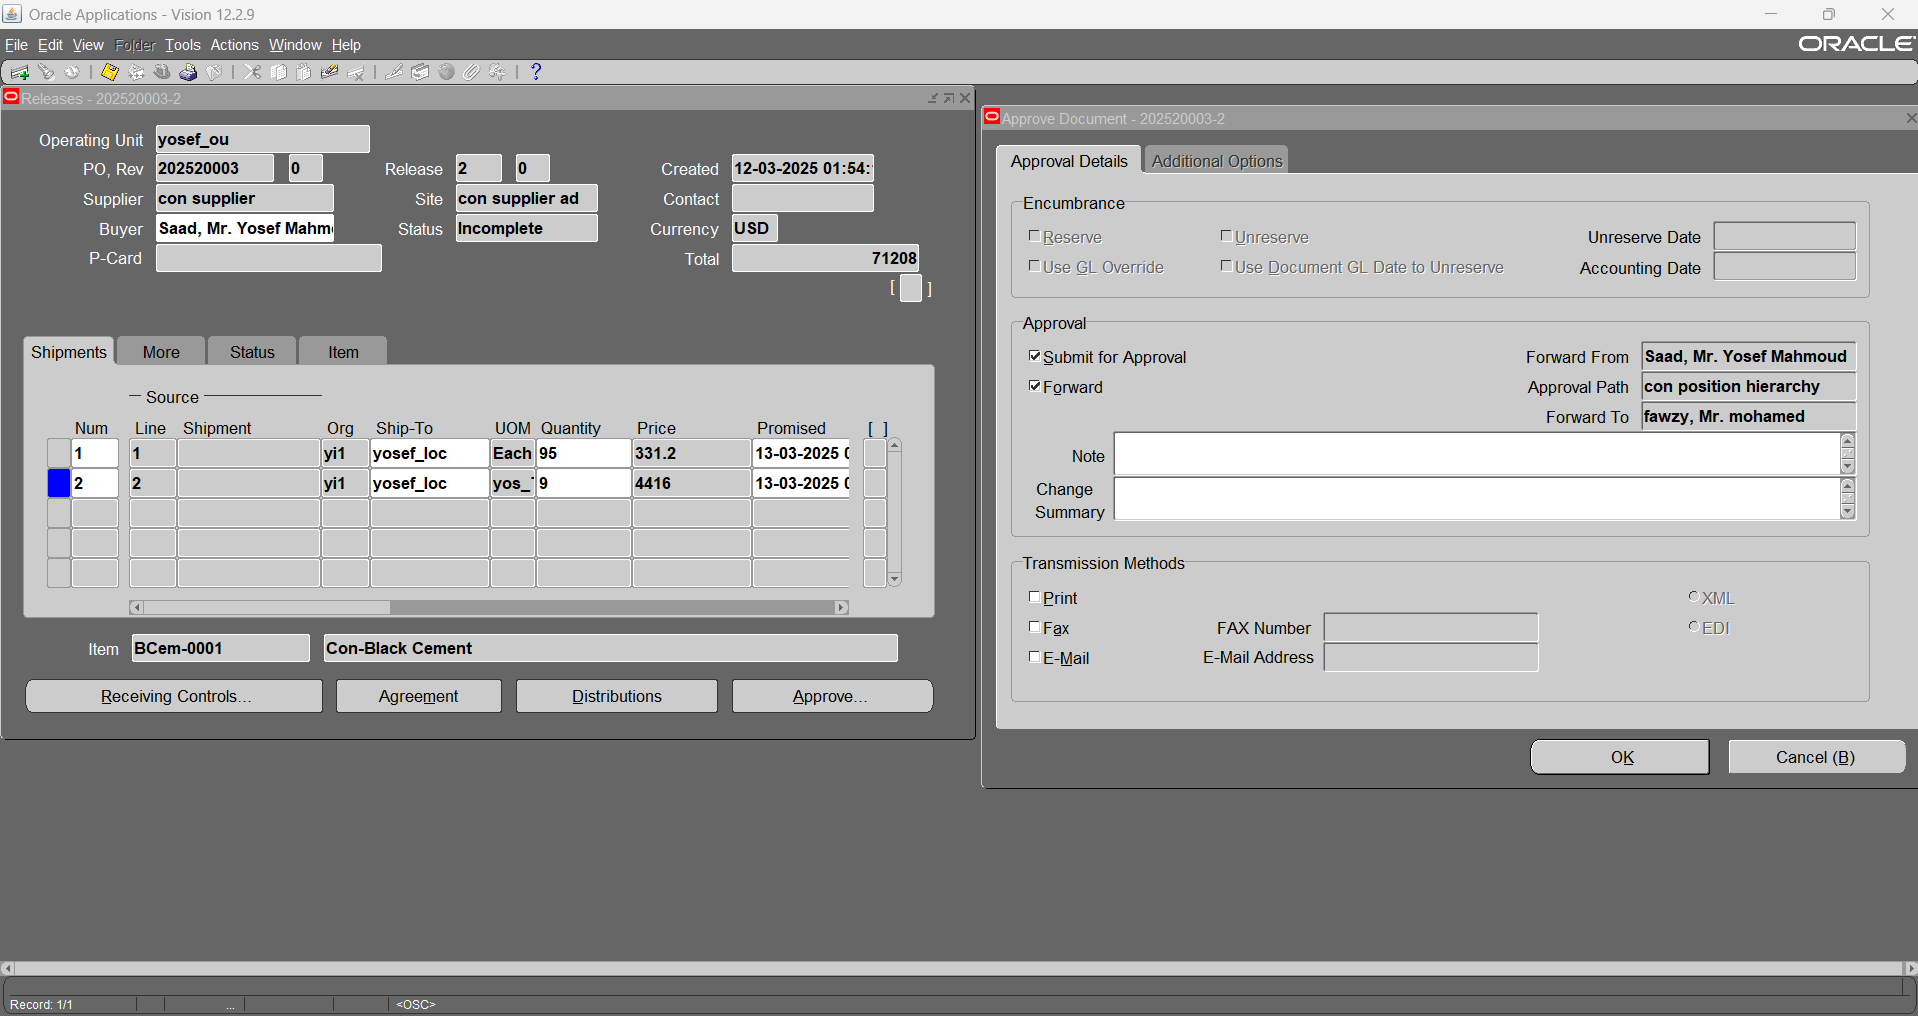 Oracle Applications - Vision 12.2.9
File Edit View Folder Tools Actions Window Help
ORACLE
Releases - 202520003-2
Operating Unit yosef_ou
PO, Rev 202520003 0 Release 2 0 Created 12-03-2025 01:54:
Supplier con supplier Site con supplier ad Contact
Buyer Saad, Mr. Yosef Mahm Status Incomplete Currency USD
P-Card Total 71208
[ ]
Shipments More Status Item
Source
Num Line Shipment Org Ship-To UOM Quantity Price Promised [ ]
1 1 yi1 yosef_loc Each 95 331.2 13-03-2025 0
2 2 yi1 yosef_loc yos_ 9 4416 13-03-2025 0
Item BCem-0001 Con-Black Cement
Receiving Controls... Agreement Distributions Approve...
Approve Document - 202520003-2
Approval Details Additional Options
Encumbrance
Reserve Unreserve Unreserve Date
Use GL Override Use Document GL Date to Unreserve Accounting Date
Approval
Submit for Approval Forward From Saad, Mr. Yosef Mahmoud
Forward Approval Path con position hierarchy
Forward To fawzy, Mr. mohamed
Note
Change
Summary
Transmission Methods
Print XML
Fax FAX Number EDI
E-Mail E-Mail Address
OK Cancel (B)
Record: 1/1 ... <OSC>